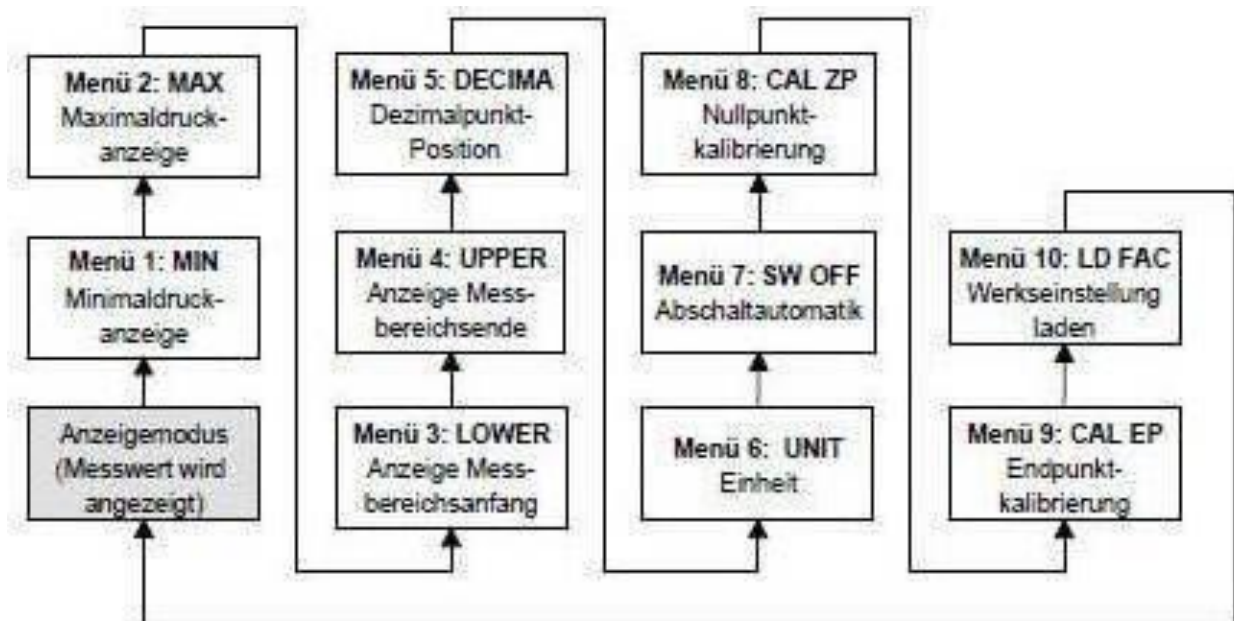 Menü 2: MAX
Maximaldruck-
anzeige
Menü 1: MIN
Minimaldruck-
anzeige
Anzeigemodus
(Messwert wird
angezeigt)
Menü 5: DECIMA
Dezimalpunkt-
Position
Menü 4: UPPER
Anzeige Mess-
bereichsende
Menü 3: LOWER
Anzeige Mess-
bereichsanfang
Menü 8: CAL ZP
Nullpunkt-
kalibrierung
Menü 7: SW OFF
Abschaltautomatik
Menü 6: UNIT
Einheit
Menü 10: LD FAC
Werkseinstellung
laden
Menü 9: CAL EP
Endpunkt-
kalibrierung